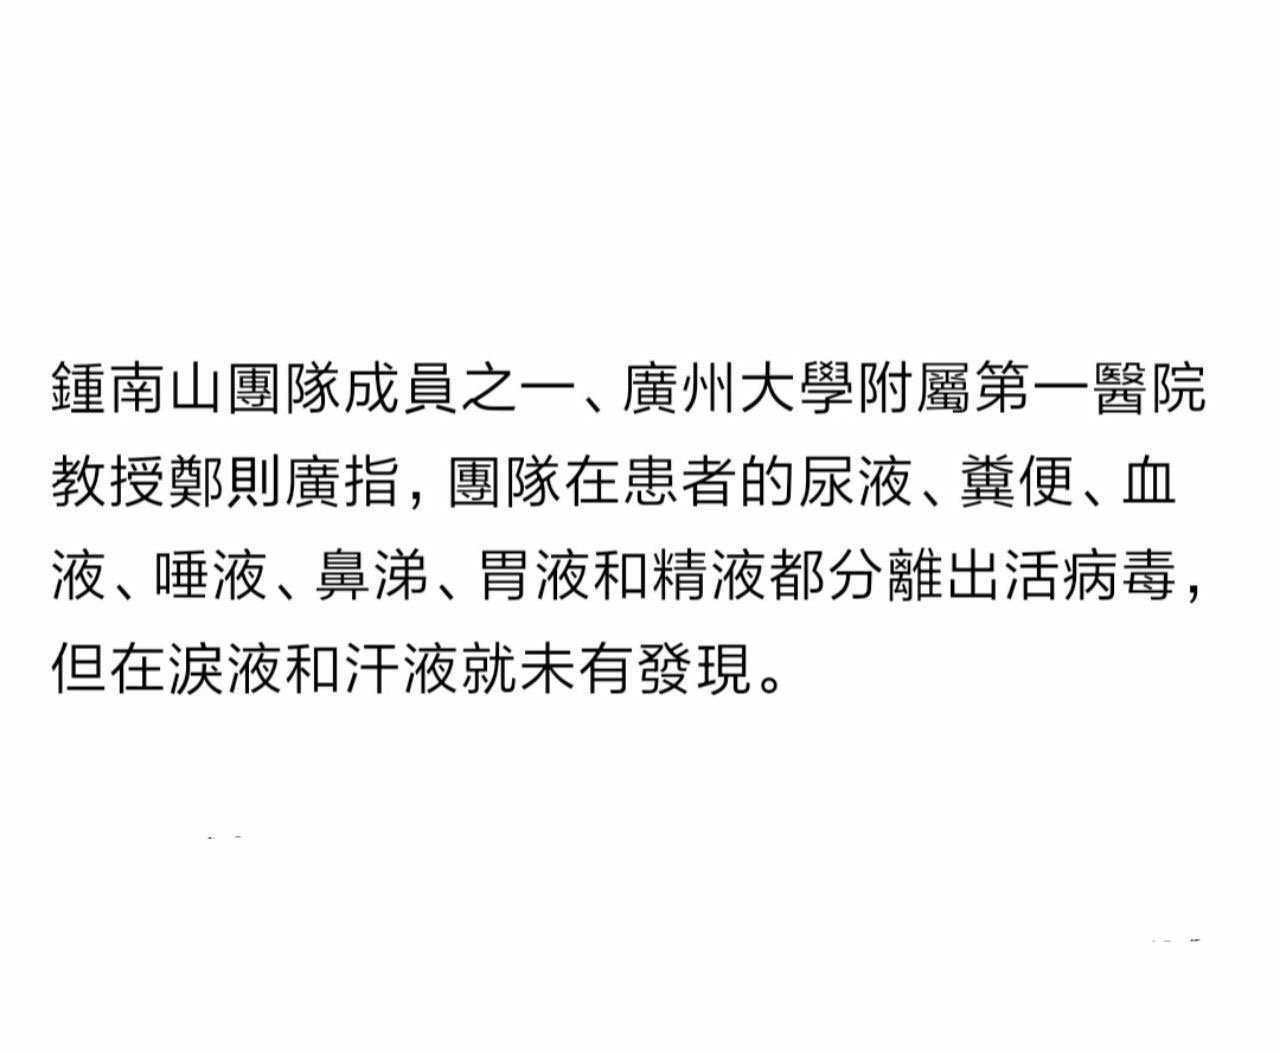 鍾南山團隊成員之一、廣州大學附屬第一醫院
教授鄭則廣指，團隊在患者的尿液、糞便、血
液、唾液、鼻涕、胃液和精液都分離出活病毒，
但在淚液和汗液就未有發現。